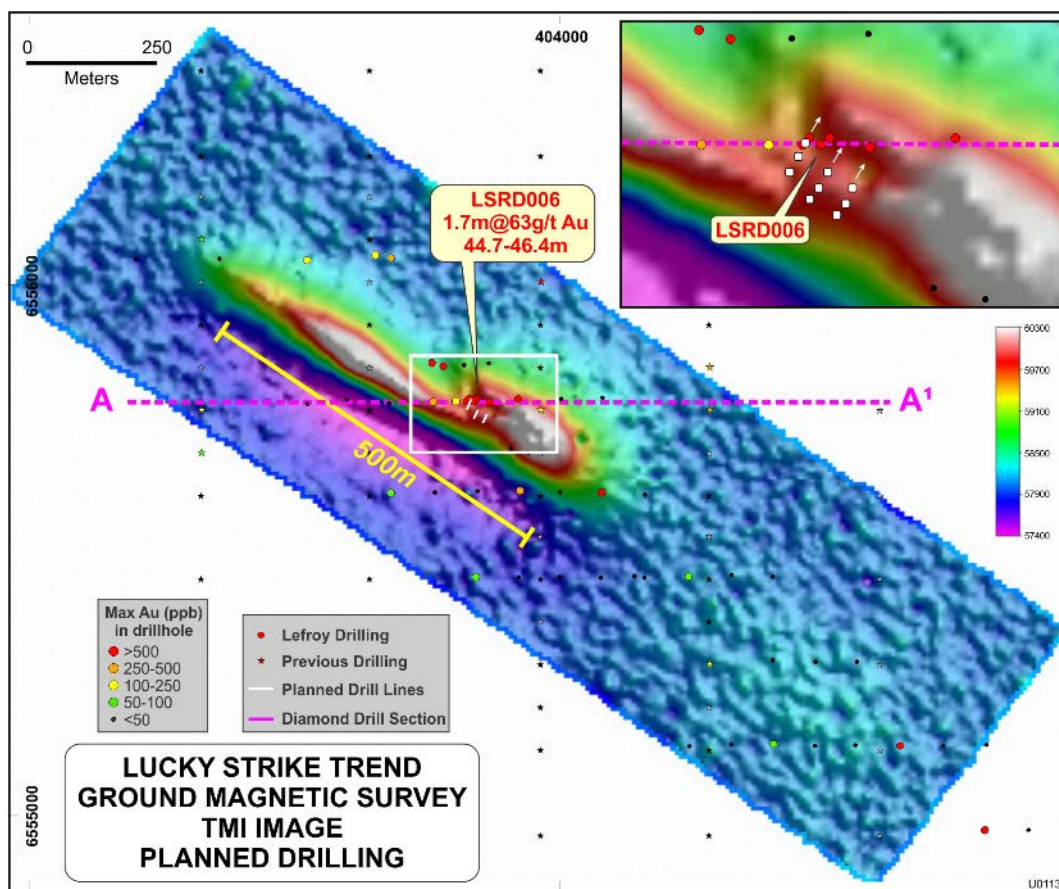 0 250
Meters
404000
6556000
6555000
LSRD006
1.7m@63g/t Au
44.7-46.4m
LSRD006
60300
59700
59100
58500
57900
57400
A
A¹
500m
Max Au (ppb)
in drillhole
>500
250-500
100-250
50-100
<50
Lefroy Drilling
Previous Drilling
Planned Drill Lines
Diamond Drill Section
LUCKY STRIKE TREND
GROUND MAGNETIC SURVEY
TMI IMAGE
PLANNED DRILLING
U0113